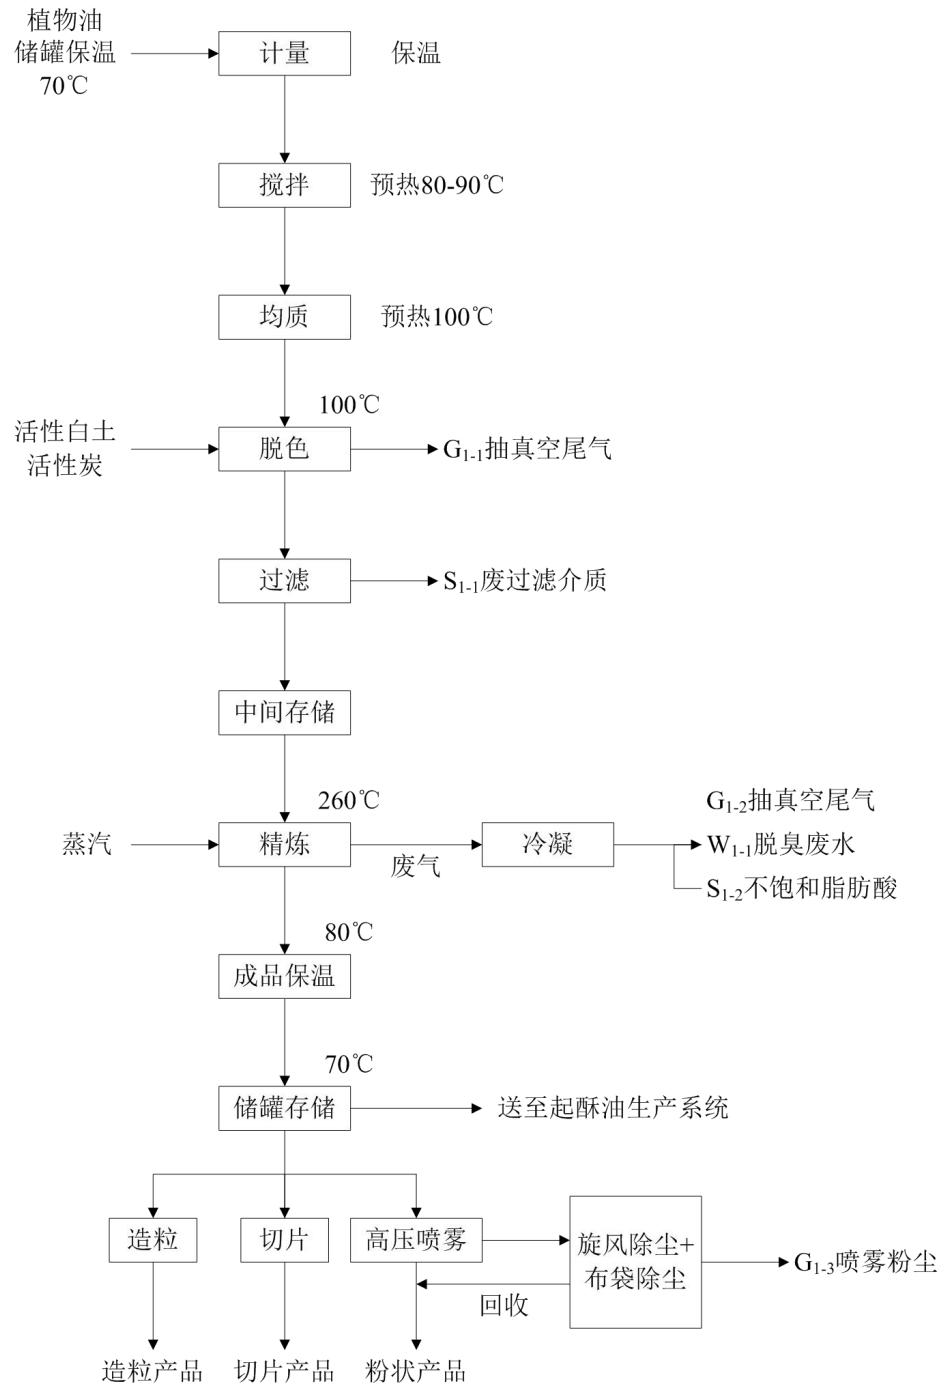 植物油
储罐保温
70℃
计量
保温
搅拌
预热80-90℃
均质
预热100℃
100℃
活性白土
活性炭
脱色
G1-1抽真空尾气
过滤
S1-1废过滤介质
中间存储
260℃
蒸汽
精炼
废气
冷凝
G1-2抽真空尾气
W1-1脱臭废水
S1-2不饱和脂肪酸
80℃
成品保温
70℃
储罐存储
送至起酥油生产系统
造粒
切片
高压喷雾
旋风除尘+
布袋除尘
G1-3喷雾粉尘
回收
造粒产品
切片产品
粉状产品